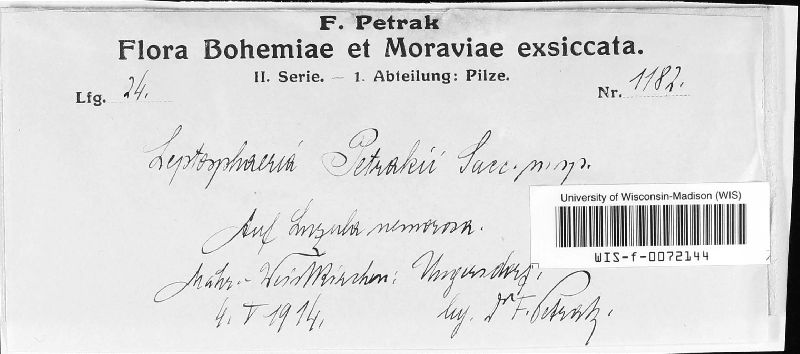 F. Petrak
Flora Bohemiae et Moraviae exsiccata.
II. Serie. — 1. Abteilung: Pilze.
Lfg. 24.
Nr. 1182.
Leptosphaeria Petrakii Sacc. n. sp.
Auf Luzula nemorosa.
Mähr.-Weisskirchen: Ungersdorf.
4. V 1914. leg. Dr F. Petrak.
University of Wisconsin-Madison (WIS)
WIS-f-0072144